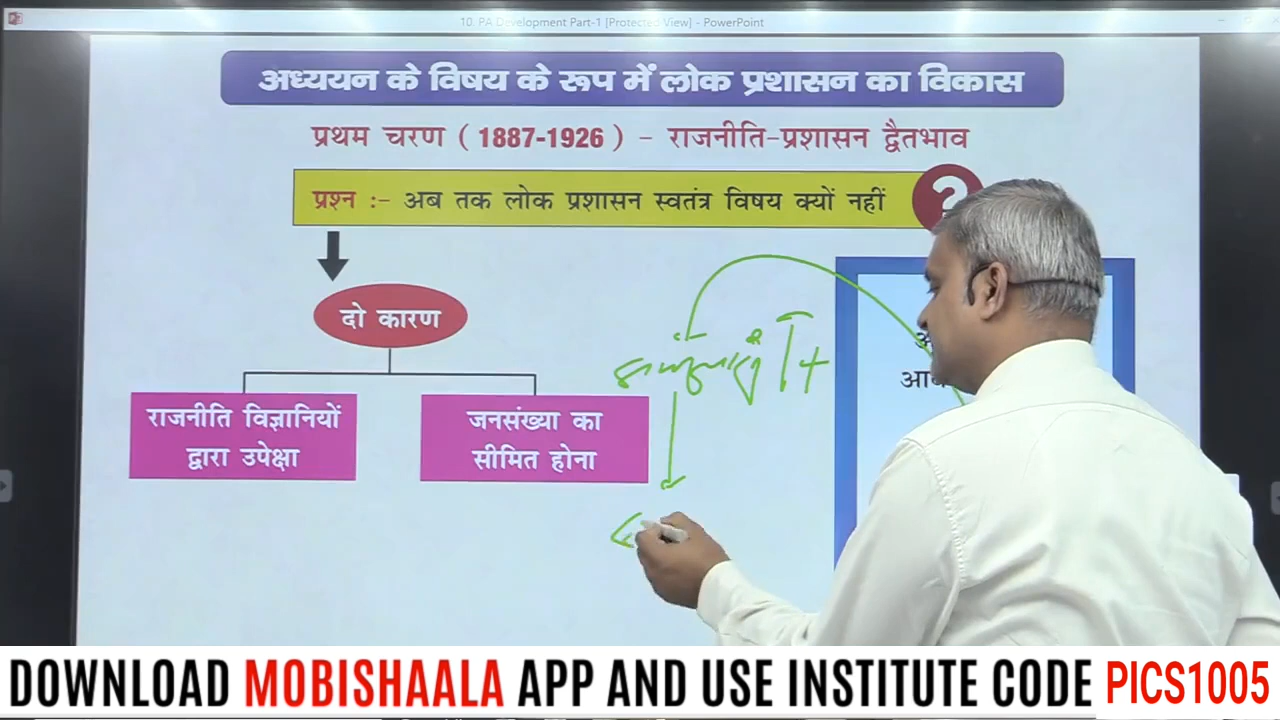 10. PA Development Part-1 [Protected View] - PowerPoint
अध्ययन के विषय के रूप में लोक प्रशासन का विकास
प्रथम चरण ( 1887-1926 ) - राजनीति-प्रशासन द्वैतभाव
प्रश्न :- अब तक लोक प्रशासन स्वतंत्र विषय क्यों नहीं ?
दो कारण
राजनीति विज्ञानियों
द्वारा उपेक्षा
जनसंख्या का
सीमित होना
DOWNLOAD MOBISHAALA APP AND USE INSTITUTE CODE PICS1005